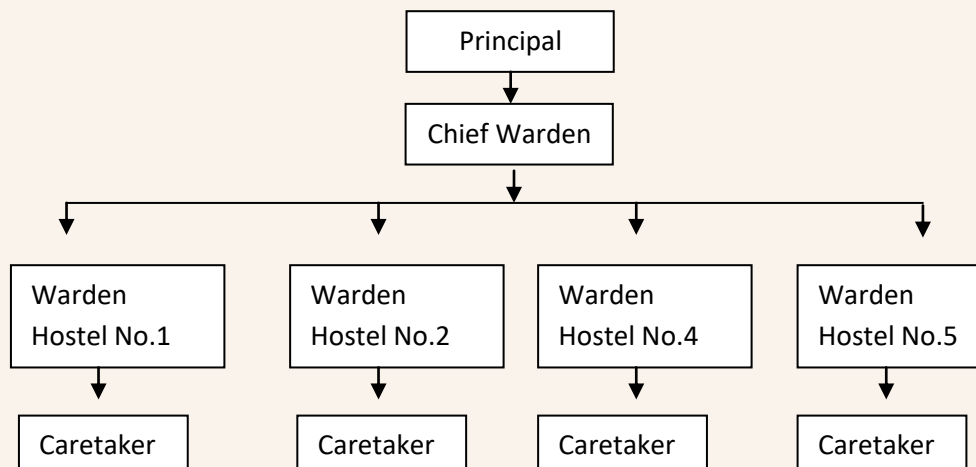 Principal
Chief Warden
Warden
Hostel No.1
Warden
Hostel No.2
Warden
Hostel No.4
Warden
Hostel No.5
Caretaker
Caretaker
Caretaker
Caretaker